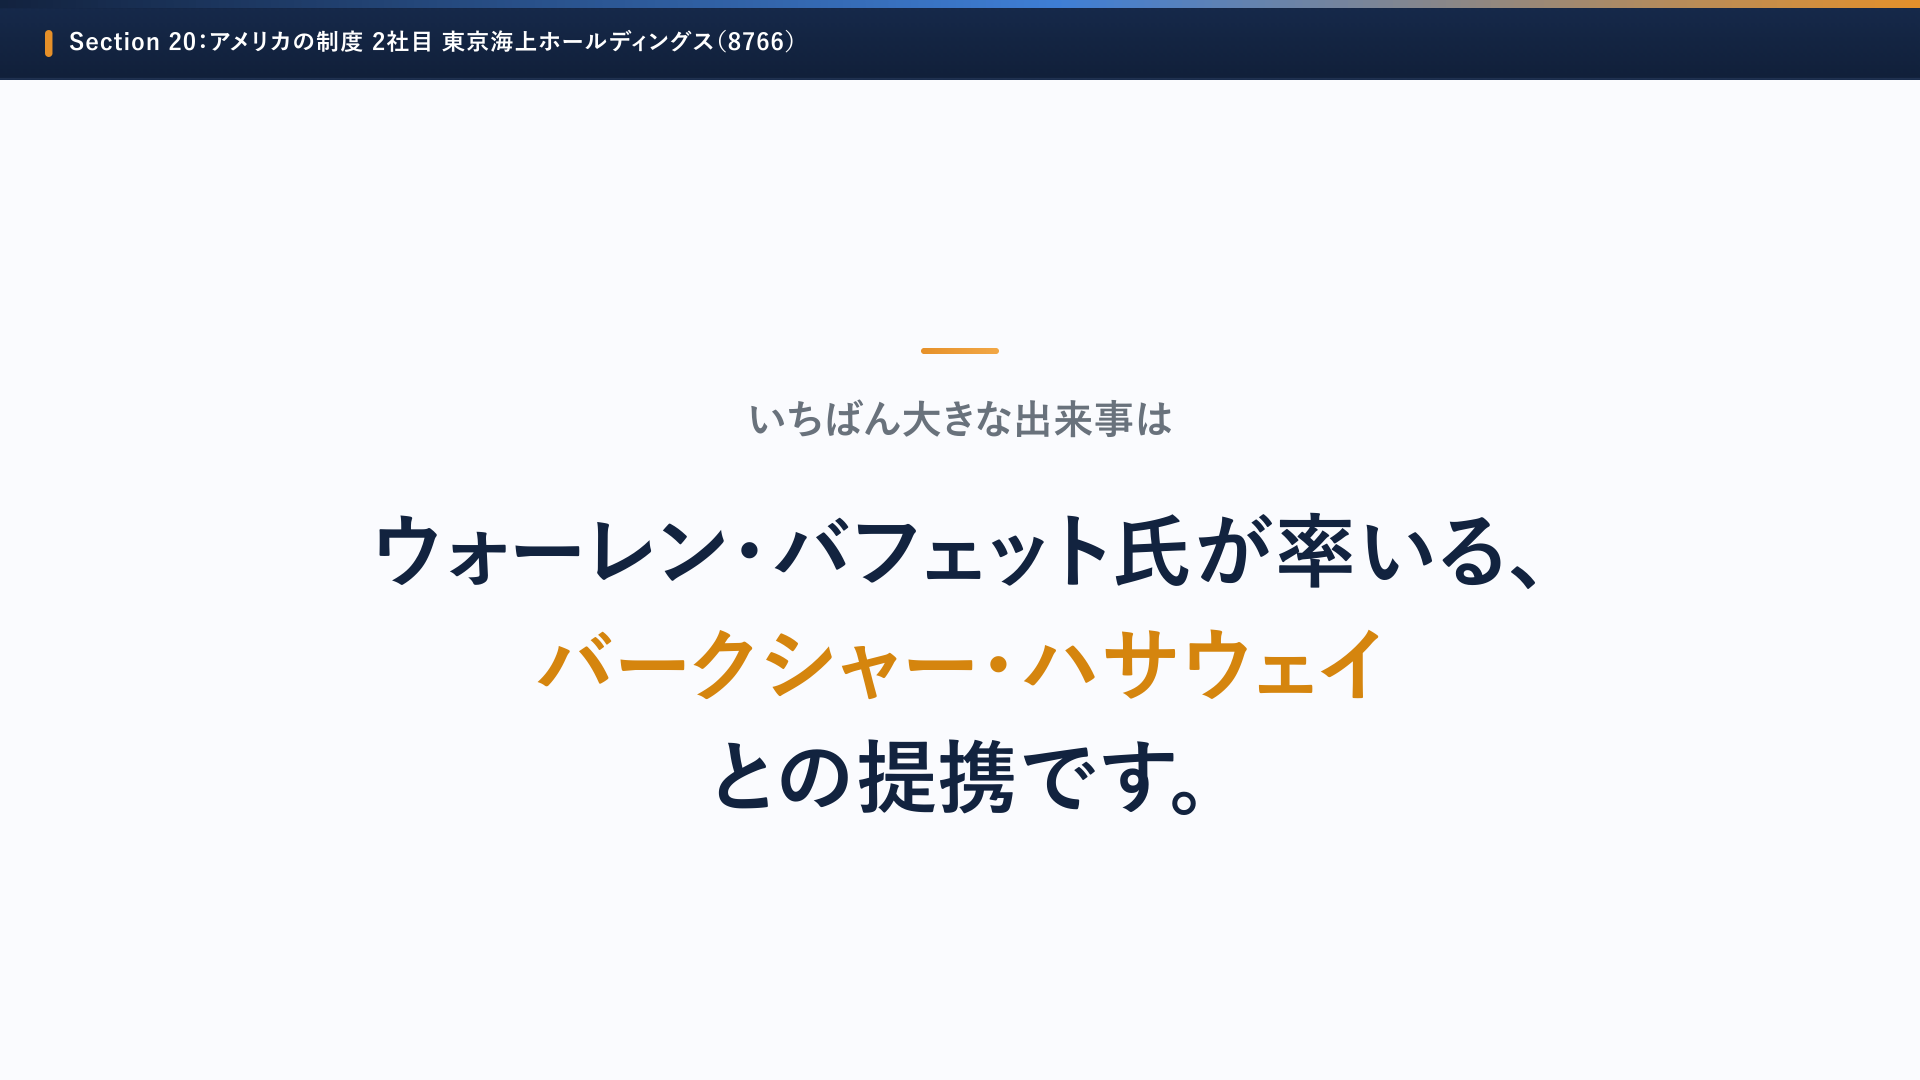 Section 20：アメリカの制度 2社目 東京海上ホールディングス（8766）
いちばん大きな出来事は
ウォーレン・バフェット氏が率いる、
バークシャー・ハサウェイ
との提携です。